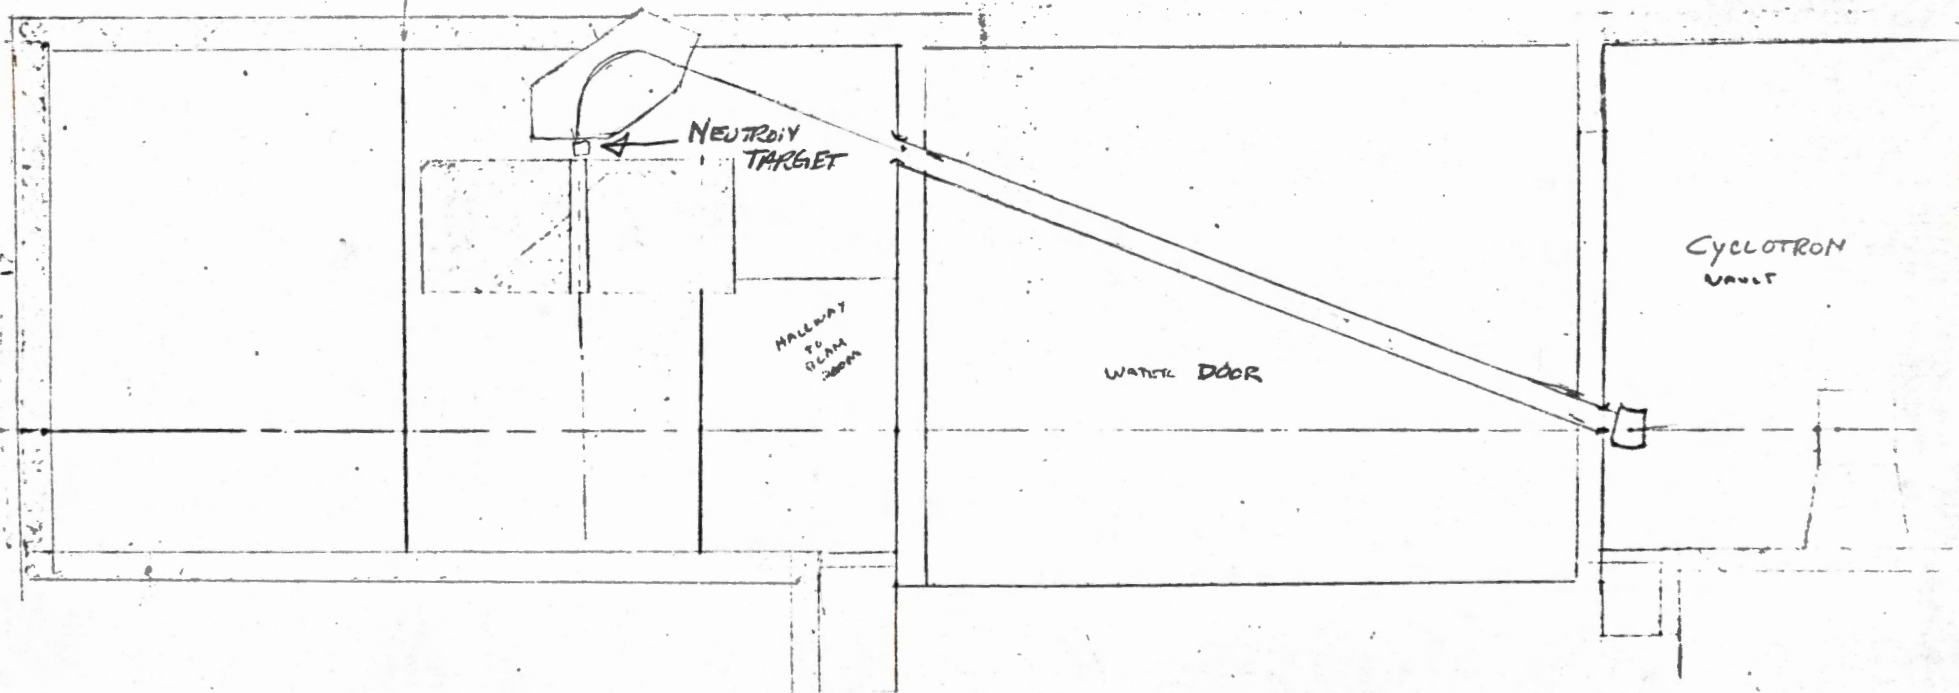 NEUTRON
TARGET
CYCLOTRON
VAULT
HALLWAY
TO
BEAM
ROOM
WATER DOOR